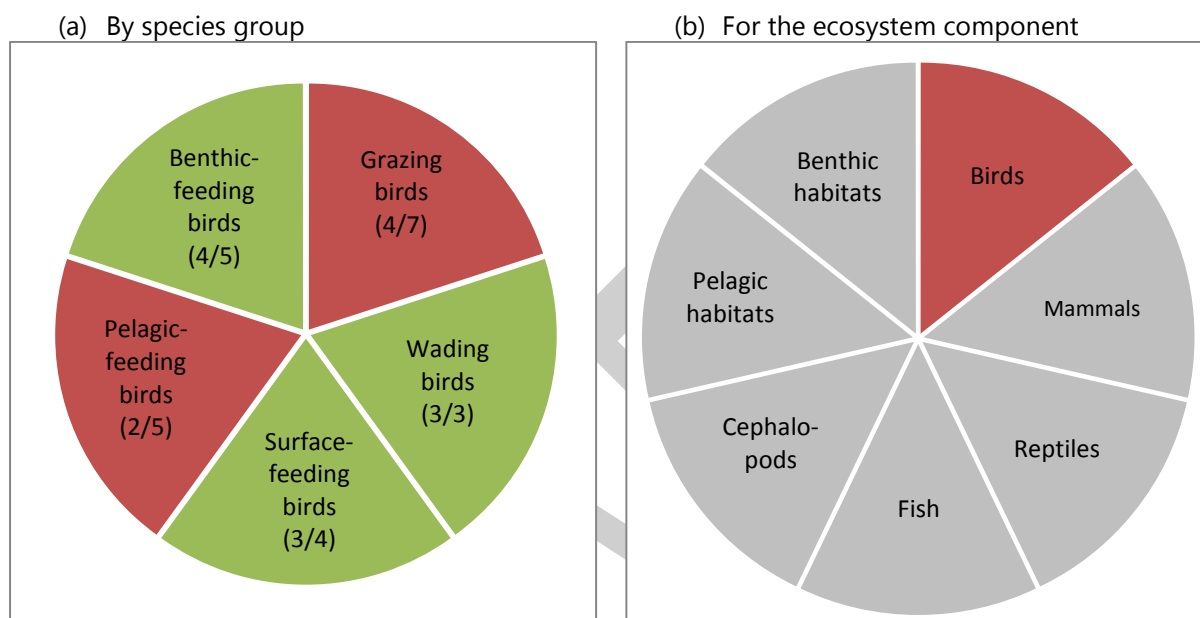 (a) By species group
Benthic-
feeding
birds
(4/5)
Grazing
birds
(4/7)
Wading
birds
(3/3)
Surface-
feeding
birds
(3/4)
Pelagic-
feeding
birds
(2/5)
(b) For the ecosystem component
Benthic
habitats
Birds
Mammals
Reptiles
Fish
Cephalo-
pods
Pelagic
habitats